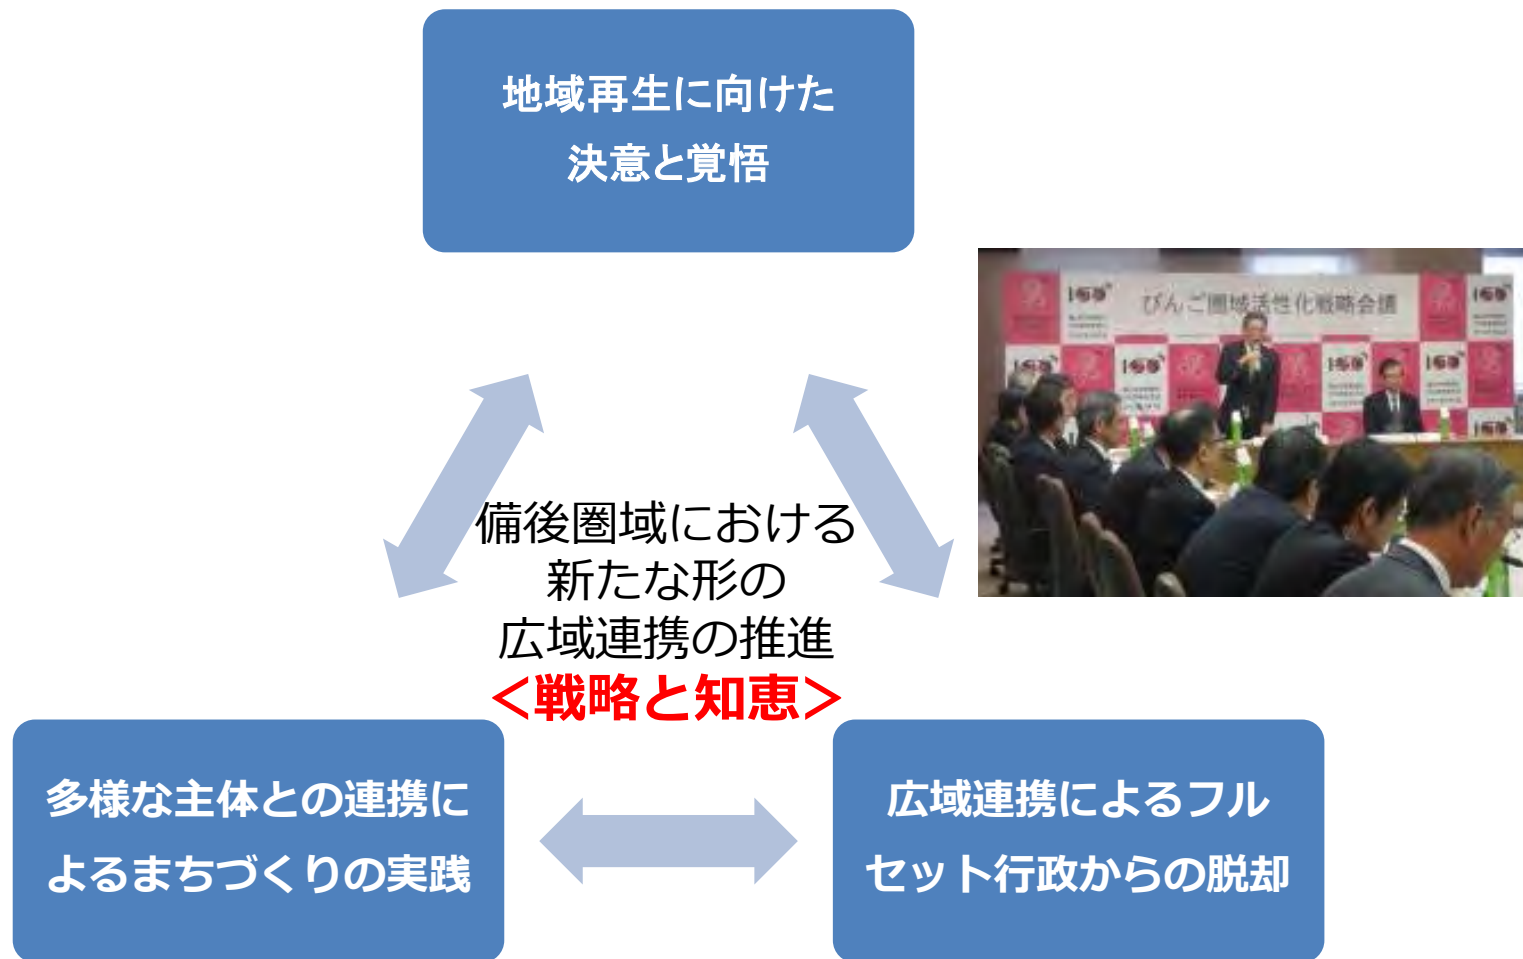 地域再生に向けた
決意と覚悟
びんご圏域活性化戦略会議
備後圏域における
新たな形の
広域連携の推進
＜戦略と知恵＞
多様な主体との連携に
よるまちづくりの実践
広域連携によるフル
セット行政からの脱却